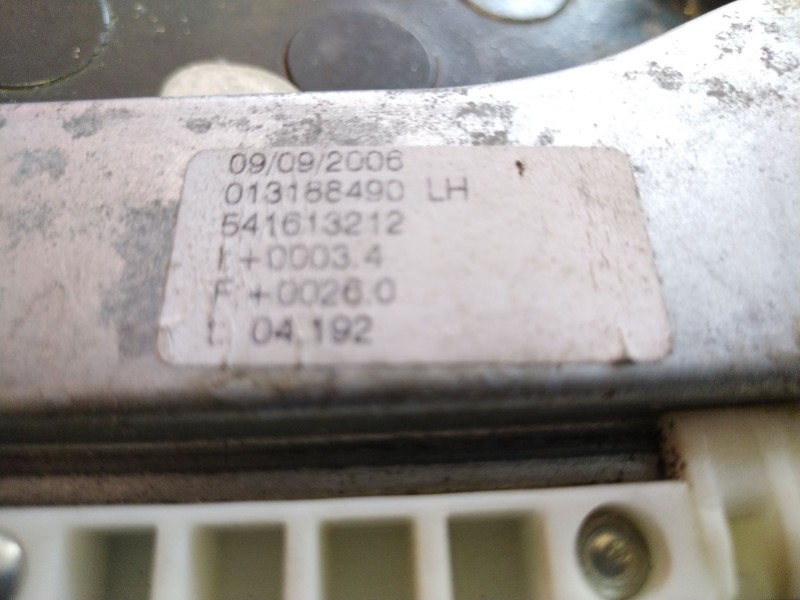 09/09/2006
013188490 LH
541613212
I +0003.4
F +0026.0
t: 04.192